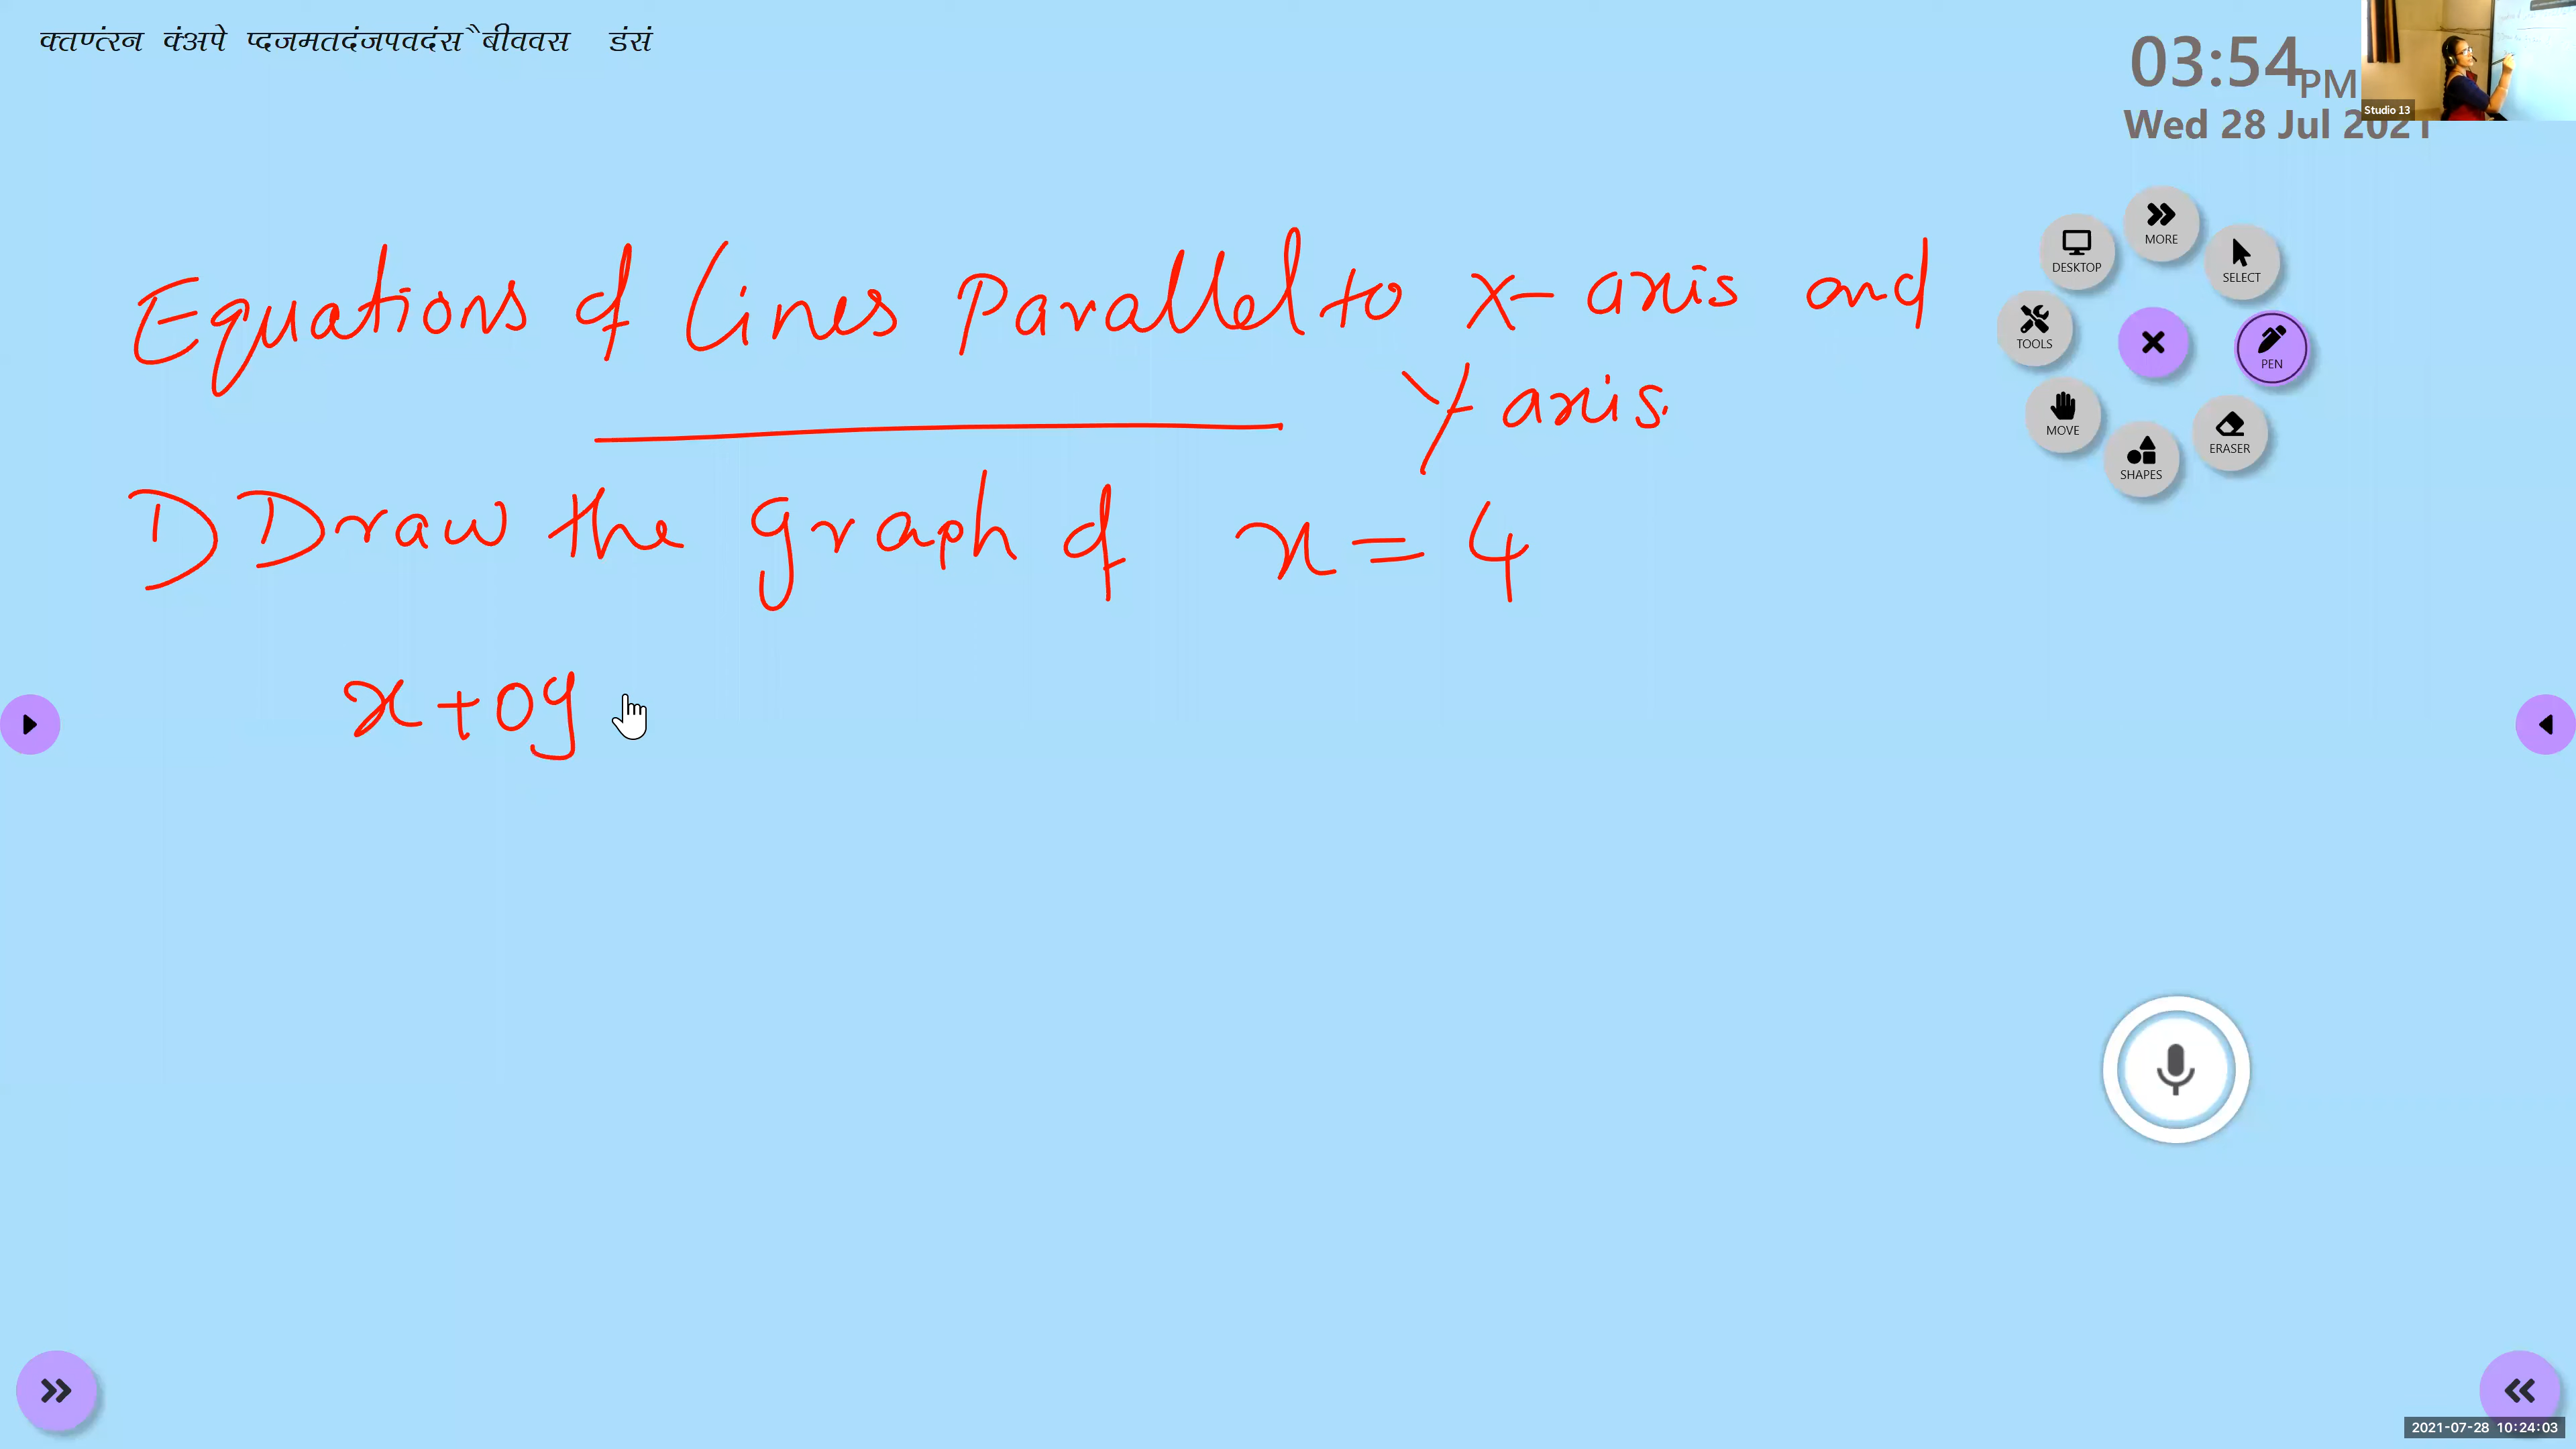 क्तण्ंरन कंअपे प्दजमतदंजपवदंस ैबीववस डंसं
03:54 PM
Wed 28 Jul 2021
Studio 13
Equations of Lines Parallel to X-axis and
Y axis.
1) Draw the graph of x = 4
x + 0y
MORE
DESKTOP
SELECT
TOOLS
PEN
MOVE
ERASER
SHAPES
2021-07-28 10:24:03